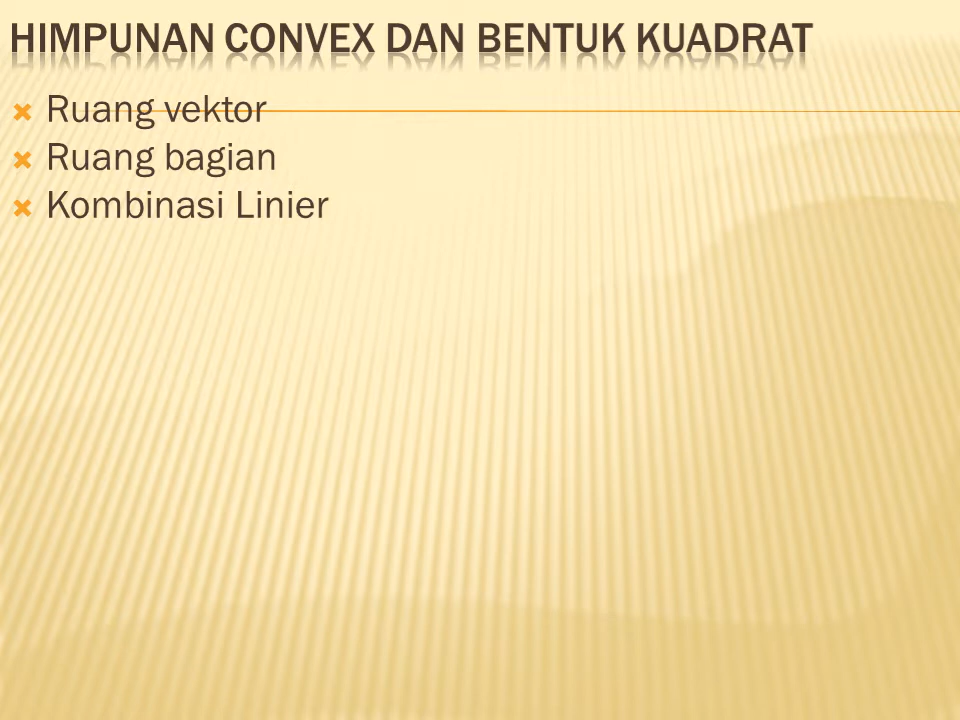 HIMPUNAN CONVEX DAN BENTUK KUADRAT
Ruang vektor
Ruang bagian
Kombinasi Linier